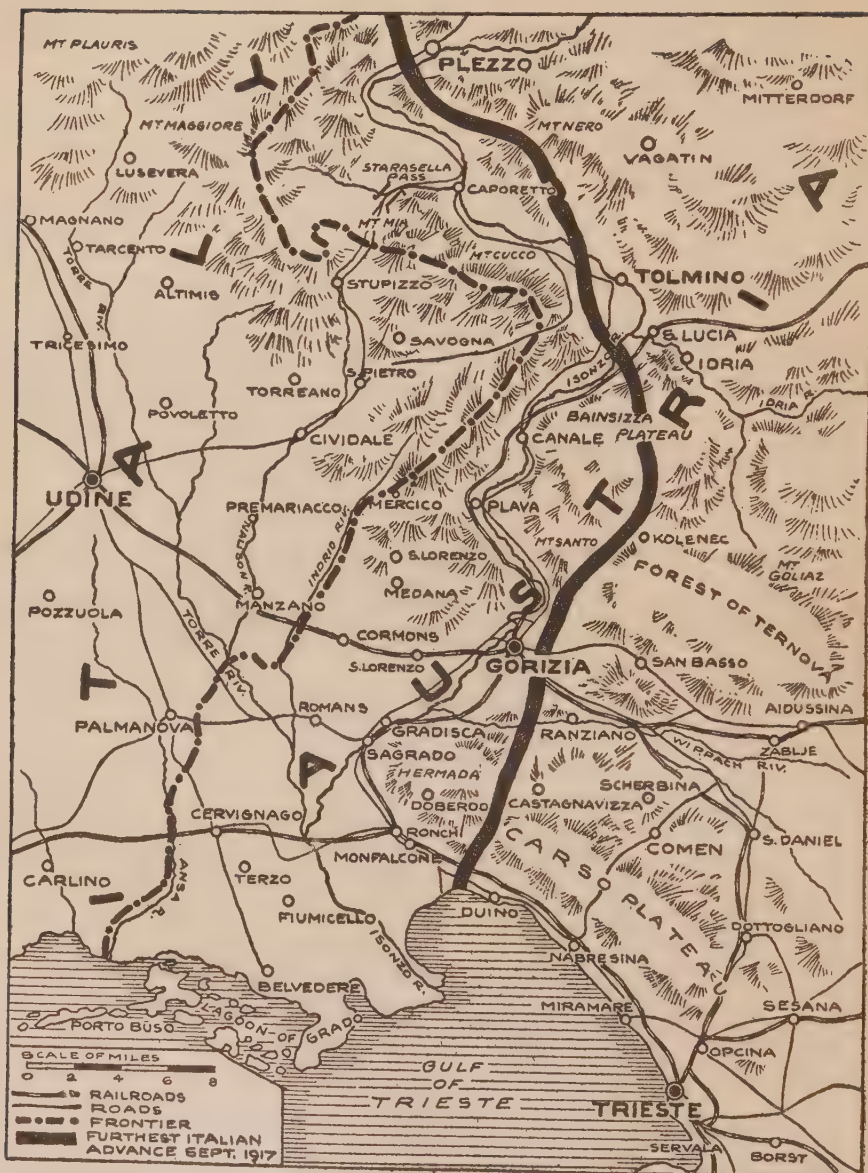 MT. PLAURIS
PLEZZO
MITTERDORF
MT. MAGGIORE
MT. NERO
VAGATIN
LUSEVERA
STARASELLA
PASS
CAPORETTO
MAGNANO
TARCENTO
MT. MIA
MT. CUCCO
TORRE
RIV.
ALTIMIS
STUPIZZO
TOLMINO
TRICESIMO
SAVOGNA
S. LUCIA
IDRIA
S. PIETRO
TORREANO
ISONZO R.
IDRIA R.
POVOLETTO
BAINSIZZA
PLATEAU
CIVIDALE
CANALE
UDINE
PREMARIACCO
MERCICO
PLAVA
NATISON R.
INDRIO RIV.
MT. SANTO
KOLENEC
S. LORENZO
MT.
GOLIAZ
MEDANA
FOREST OF TERNOVA
POZZUOLA
MANZANO
CORMONS
TORRE RIV.
S. LORENZO
GORIZIA
SAN BASSO
PALMANOVA
ROMANS
GRADISCA
RANZIANO
AIDUSSINA
SAGRADO
ZABLJE
WIPPACH RIV.
HERMADA
DOBERDO
CASTAGNAVIZZA
SCHERBINA
CERVIGNAGO
RONCHI
COMEN
S. DANIEL
MONFALCONE
CARSO PLATEAU
CARLINO
ANSA R.
TERZO
FIUMICELLO
DUINO
ISONZO R.
DOTTOGLIANO
NABRESINA
BELVEDERE
PORTO BUSO
LAGOON OF GRADO
MIRAMARE
SESANA
OPCINA
GULF
OF
TRIESTE
TRIESTE
SERVALA
BORST
ITALY
AUSTRIA
SCALE OF MILES
0 2 4 6 8
RAILROADS
ROADS
FRONTIER
FURTHEST ITALIAN
ADVANCE SEPT. 1917